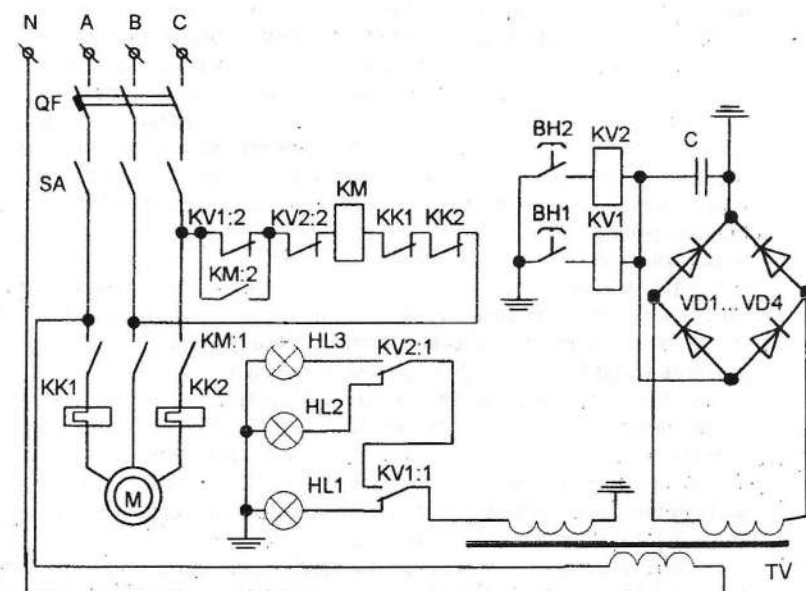 N A B C
QF
BH2 KV2 C
SA
KM
KV1:2 KV2:2 KK1 KK2
BH1 KV1
KM:2
VD1...VD4
KM:1 HL3 KV2:1
KK1 KK2
HL2
M
HL1 KV1:1
TV